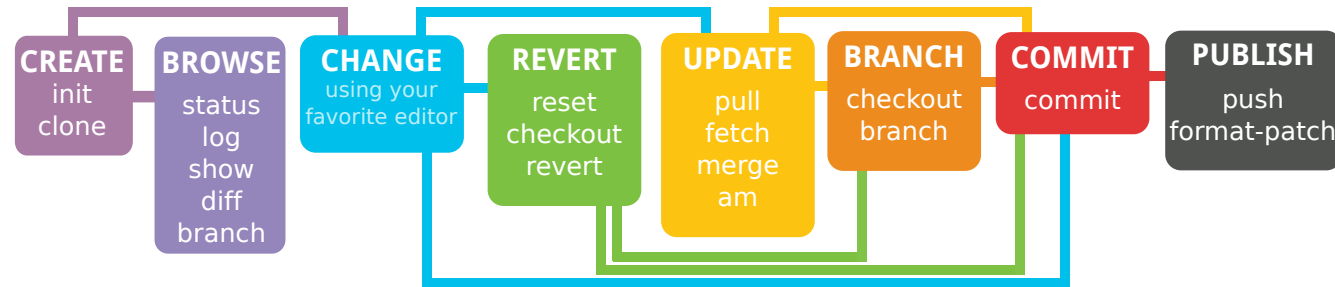 CREATE
init
clone
BROWSE
status
log
show
diff
branch
CHANGE
using your
favorite editor
REVERT
reset
checkout
revert
UPDATE
pull
fetch
merge
am
BRANCH
checkout
branch
COMMIT
commit
PUBLISH
push
format-patch